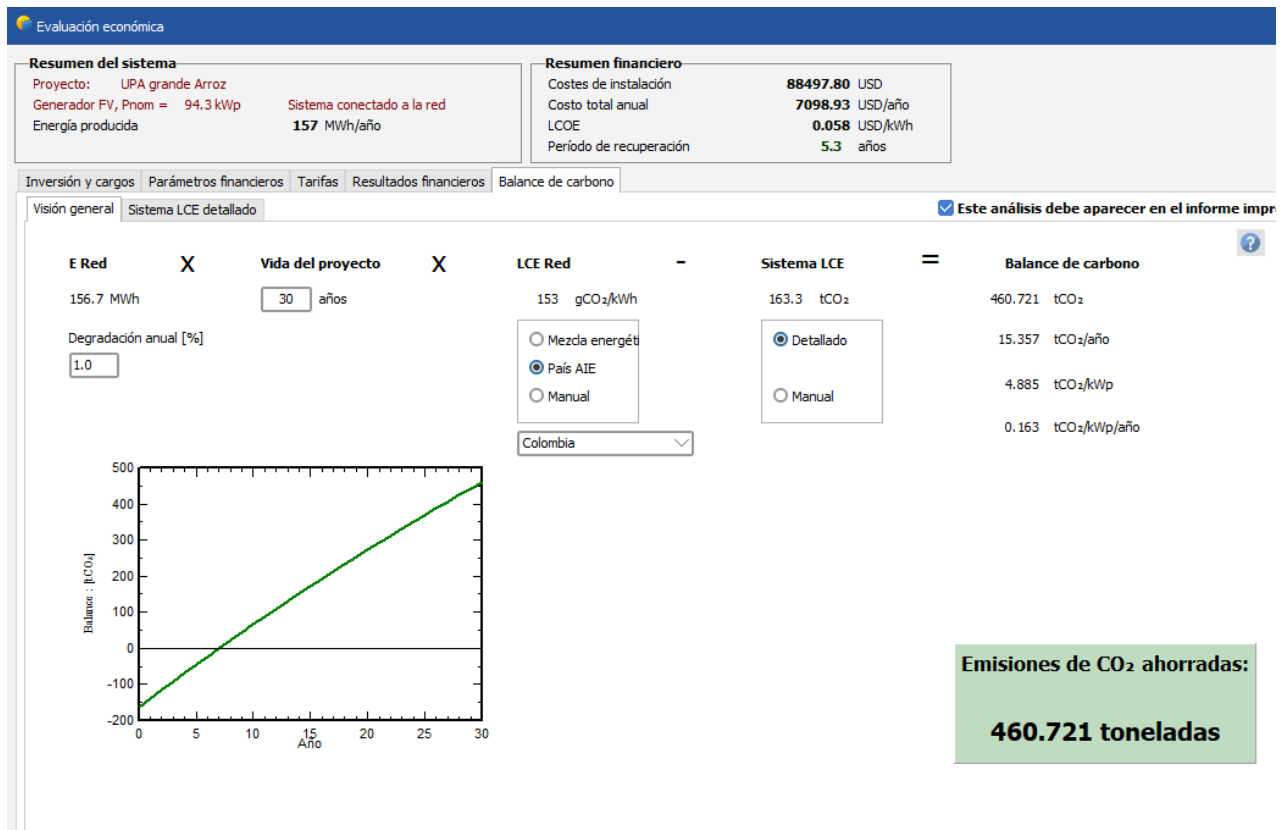 Evaluación económica
Resumen del sistema
Proyecto: UPA grande Arroz
Generador FV, Pnom = 94.3 kWp Sistema conectado a la red
Energía producida 157 MWh/año
Resumen financiero
Costes de instalación 88497.80 USD
Costo total anual 7098.93 USD/año
LCOE 0.058 USD/kWh
Período de recuperación 5.3 años
Inversión y cargos Parámetros financieros Tarifas Resultados financieros Balance de carbono
Visión general Sistema LCE detallado Este análisis debe aparecer en el informe impr
?
E Red X Vida del proyecto X LCE Red - Sistema LCE = Balance de carbono
156.7 MWh 30 años 153 gCO₂/kWh 163.3 tCO₂ 460.721 tCO₂
Degradación anual [%] Mezcla energéti Detallado 15.357 tCO₂/año
1.0 País AIE
4.885 tCO₂/kWp
Manual Manual
0.163 tCO₂/kWp/año
Colombia
500
400
300
200
100
0
-100
-200
Balance : [tCO₂]
0 5 10 15 20 25 30
Año
Emisiones de CO₂ ahorradas:
460.721 toneladas